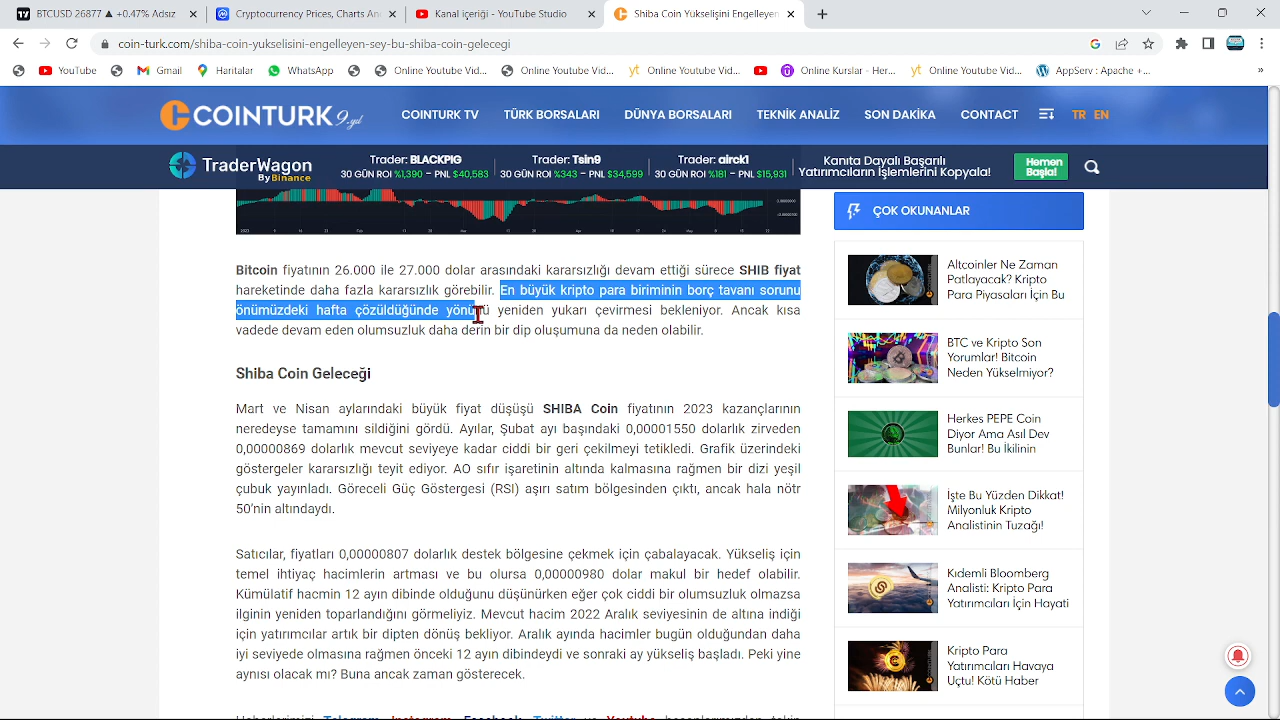 BTCUSD 26877 ▲ +0.47% Adsız
Cryptocurrency Prices, Charts An
Kanal içeriği - YouTube Studio
Shiba Coin Yükselişini Engelleyen
coin-turk.com/shiba-coin-yukselisini-engelleyen-sey-bu-shiba-coin-gelecegi
YouTube
Gmail
Haritalar
WhatsApp
Online Youtube Vid...
Online Youtube Vid...
Online Youtube Vid...
Online Kurslar - Her...
Online Youtube Vid...
AppServ : Apache +...
»
COINTURK 9.yıl
COINTURK TV
TÜRK BORSALARI
DÜNYA BORSALARI
TEKNİK ANALİZ
SON DAKİKA
CONTACT
TR EN
TraderWagon
By Binance
Trader: BLACKPIG
30 GÜN ROI %1,390 – PNL $40,583
Trader: Tsin9
30 GÜN ROI %343 – PNL $34,599
Trader: airck1
30 GÜN ROI %181 – PNL $15,931
Kanıta Dayalı Başarılı
Yatırımcıların İşlemlerini Kopyala!
Hemen
Başla!
Bitcoin fiyatının 26.000 ile 27.000 dolar arasındaki kararsızlığı devam ettiği sürece SHIB fiyat
hareketinde daha fazla kararsızlık görebilir. En büyük kripto para biriminin borç tavanı sorunu
önümüzdeki hafta çözüldüğünde yönünü yeniden yukarı çevirmesi bekleniyor. Ancak kısa
vadede devam eden olumsuzluk daha derin bir dip oluşumuna da neden olabilir.
Shiba Coin Geleceği
Mart ve Nisan aylarındaki büyük fiyat düşüşü SHIBA Coin fiyatının 2023 kazançlarının
neredeyse tamamını sildiğini gördü. Ayılar, Şubat ayı başındaki 0,00001550 dolarlık zirveden
0,00000869 dolarlık mevcut seviyeye kadar ciddi bir geri çekilmeyi tetikledi. Grafik üzerindeki
göstergeler kararsızlığı teyit ediyor. AO sıfır işaretinin altında kalmasına rağmen bir dizi yeşil
çubuk yayınladı. Göreceli Güç Göstergesi (RSI) aşırı satım bölgesinden çıktı, ancak hala nötr
50'nin altındaydı.
Satıcılar, fiyatları 0,00000807 dolarlık destek bölgesine çekmek için çabalayacak. Yükseliş için
temel ihtiyaç hacimlerin artması ve bu olursa 0,00000980 dolar makul bir hedef olabilir.
Kümülatif hacmin 12 ayın dibinde olduğunu düşünürken eğer çok ciddi bir olumsuzluk olmazsa
ilginin yeniden toparlandığını görmeliyiz. Mevcut hacim 2022 Aralık seviyesinin de altına indiği
için yatırımcılar artık bir dipten dönüş bekliyor. Aralık ayında hacimler bugün olduğundan daha
iyi seviyede olmasına rağmen önceki 12 ayın dibindeydi ve sonraki ay yükseliş başladı. Peki yine
aynısı olacak mı? Buna ancak zaman gösterecek.
Haberlerimizi Telegram, Instagram, Facebook, Twitter ve Youtube hesaplarımızdan takip
ÇOK OKUNANLAR
Altcoinler Ne Zaman
Patlayacak? Kripto
Para Piyasaları İçin Bu
BTC ve Kripto Son
Yorumlar! Bitcoin
Neden Yükselmiyor?
Herkes PEPE Coin
Diyor Ama Asıl Dev
Bunlar! Bu İkilinin
İşte Bu Yüzden Dikkat!
Milyonluk Kripto
Analistinin Tuzağı!
Kıdemli Bloomberg
Analisti: Kripto Para
Yatırımcıları İçin Hayati
Kripto Para
Yatırımcıları Havaya
Uçtu! Kötü Haber